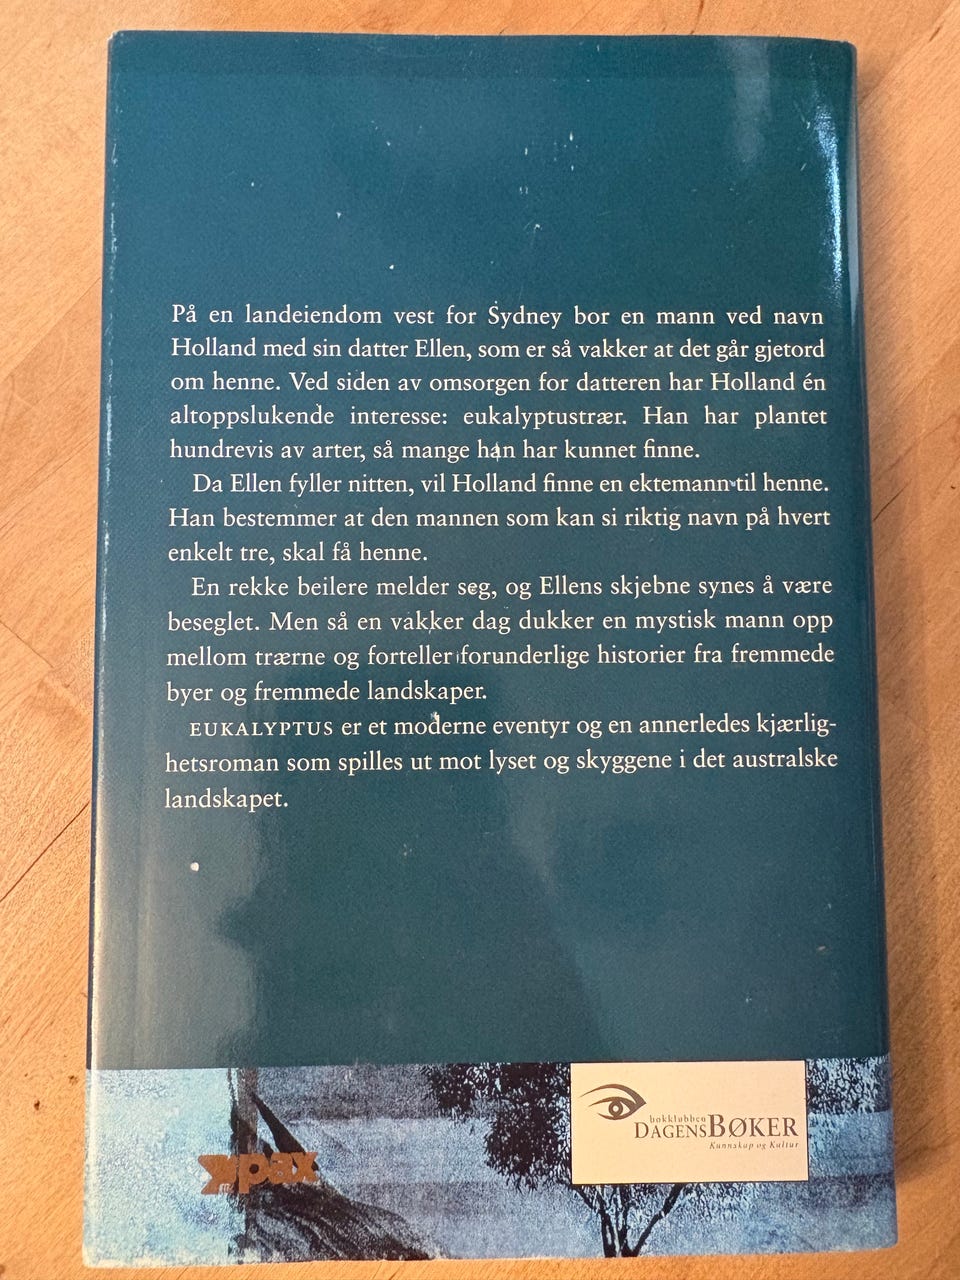 På en landeiendom vest for Sydney bor en mann ved navn
Holland med sin datter Ellen, som er så vakker at det går gjetord
om henne. Ved siden av omsorgen for datteren har Holland én
altoppslukende interesse: eukalyptustrær. Han har plantet
hundrevis av arter, så mange han har kunnet finne.
Da Ellen fyller nitten, vil Holland finne en ektemann til henne.
Han bestemmer at den mannen som kan si riktig navn på hvert
enkelt tre, skal få henne.
En rekke beilere melder seg, og Ellens skjebne synes å være
beseglet. Men så en vakker dag dukker en mystisk mann opp
mellom trærne og forteller forunderlige historier fra fremmede
byer og fremmede landskaper.
EUKALYPTUS er et moderne eventyr og en annerledes kjærlig-
hetsroman som spilles ut mot lyset og skyggene i det australske
landskapet.
pax
bokklubben
DAGENSBØKER
Kunnskap og Kultur